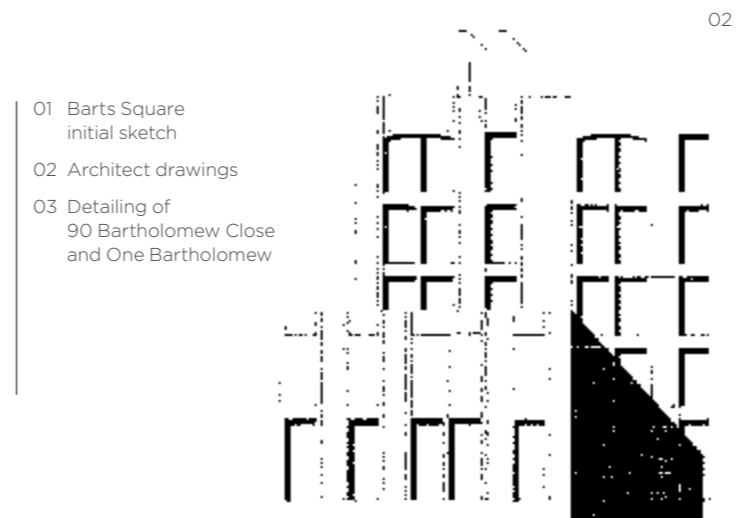 02
01 Barts Square
initial sketch
02 Architect drawings
03 Detailing of
90 Bartholomew Close
and One Bartholomew